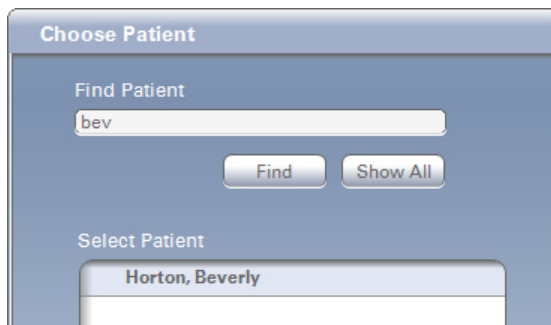 Choose Patient
Find Patient
bev
Find Show All
Select Patient
Horton, Beverly